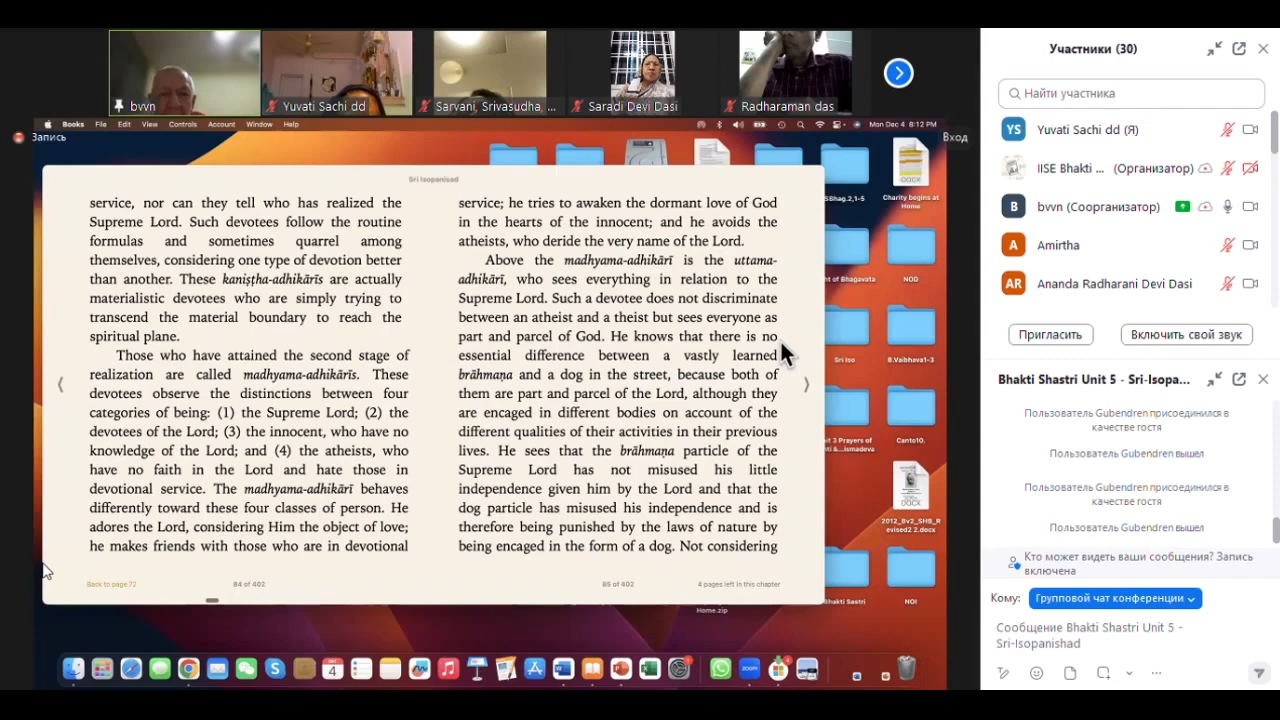 bvvn
Yuvati Sachi dd
Sarvani, Srivasudha, ...
Saradi Devi Dasi
Radharaman das
Books File Edit View Controls Account Window Help
Mon Dec 4 8:12 PM
Запись
Вход
Sri Isopanisad
service, nor can they tell who has realized the
Supreme Lord. Such devotees follow the routine
formulas and sometimes quarrel among
themselves, considering one type of devotion better
than another. These kaniṣṭha-adhikārīs are actually
materialistic devotees who are simply trying to
transcend the material boundary to reach the
spiritual plane.
Those who have attained the second stage of
realization are called madhyama-adhikārīs. These
devotees observe the distinctions between four
categories of being: (1) the Supreme Lord; (2) the
devotees of the Lord; (3) the innocent, who have no
knowledge of the Lord; and (4) the atheists, who
have no faith in the Lord and hate those in
devotional service. The madhyama-adhikārī behaves
differently toward these four classes of person. He
adores the Lord, considering Him the object of love;
he makes friends with those who are in devotional
Back to page 72
84 of 402
service; he tries to awaken the dormant love of God
in the hearts of the innocent; and he avoids the
atheists, who deride the very name of the Lord.
Above the madhyama-adhikārī is the uttama-
adhikārī, who sees everything in relation to the
Supreme Lord. Such a devotee does not discriminate
between an atheist and a theist but sees everyone as
part and parcel of God. He knows that there is no
essential difference between a vastly learned
brāhmaṇa and a dog in the street, because both of
them are part and parcel of the Lord, although they
are engaged in different bodies on account of the
different qualities of their activities in their previous
lives. He sees that the brāhmaṇa particle of the
Supreme Lord has not misused his little
independence given him by the Lord and that the
dog particle has misused his independence and is
therefore being punished by the laws of nature by
being engaged in the form of a dog. Not considering
85 of 402
4 pages left in this chapter
SBhag.2,1-5
DOCX
Charity begins at
Home
nt of Bhagavata
NOD
Sri Iso
B.Vaibhava1-3
3 Prayers of
Canto10.
DOCX
2012_Bv2_SHB_R
evised2 2.docx
Bhakti Sastri
NOI
Home.zip
Участники (30)
Найти участника
YS Yuvati Sachi dd (Я)
IISE Bhakti ... (Организатор)
B bvvn (Соорганизатор)
A Amirtha
AR Ananda Radharani Devi Dasi
Пригласить
Включить свой звук
Bhakti Shastri Unit 5 - Sri-Isopa...
Пользователь Gubendren присоединился в
качестве гостя
Пользователь Gubendren вышел
Пользователь Gubendren присоединился в
качестве гостя
Пользователь Gubendren вышел
Кто может видеть ваши сообщения? Запись
включена
Кому: Групповой чат конференции
Сообщение Bhakti Shastri Unit 5 -
Sri-Isopanishad